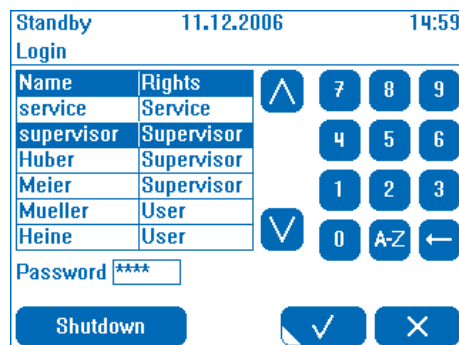 Standby 11.12.2006 14:59
Login
Name Rights
service Service
supervisor Supervisor
Huber Supervisor
Meier Supervisor
Mueller User
Heine User
7 8 9
4 5 6
1 2 3
0 A-Z ←
Password ****
Shutdown ✓ ✕